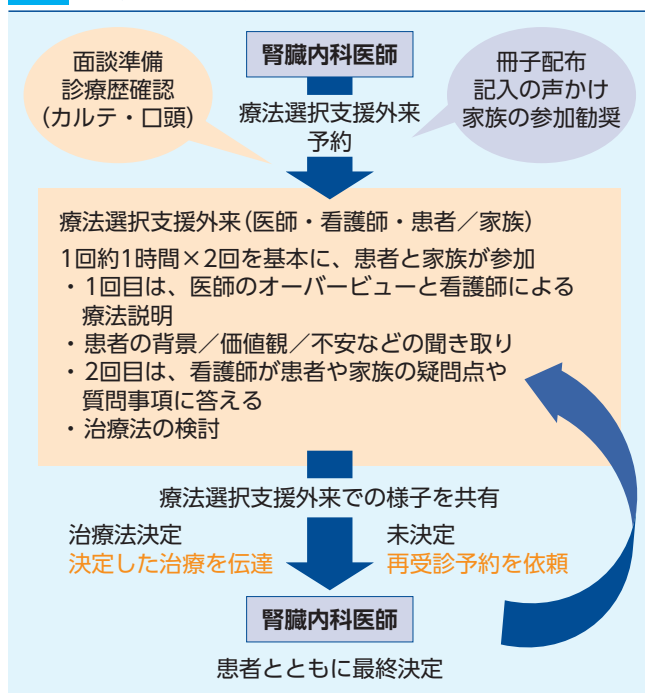 面談準備
診療歴確認
(カルテ・口頭)
腎臓内科医師
冊子配布
記入の声かけ
家族の参加勧奨
療法選択支援外来
予約
療法選択支援外来(医師・看護師・患者/家族)
1回約1時間×2回を基本に、患者と家族が参加
・1回目は、医師のオーバービューと看護師による
療法説明
・患者の背景/価値観/不安などの聞き取り
・2回目は、看護師が患者や家族の疑問点や
質問事項に答える
・治療法の検討
療法選択支援外来での様子を共有
治療法決定
決定した治療を伝達
未決定
再受診予約を依頼
腎臓内科医師
患者とともに最終決定